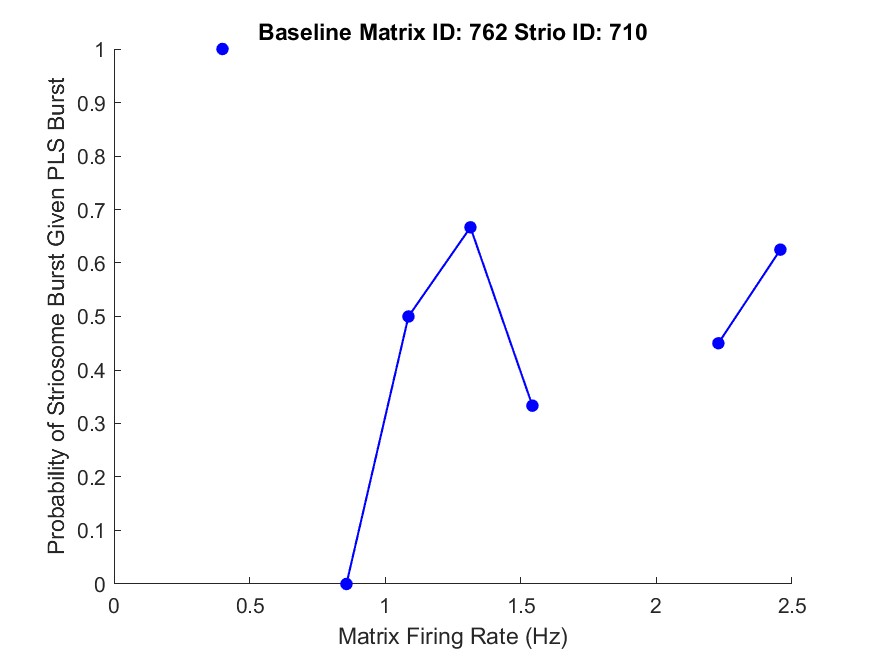 Baseline Matrix ID: 762 Strio ID: 710
Probability of Striosome Burst Given PLS Burst
1
0.9
0.8
0.7
0.6
0.5
0.4
0.3
0.2
0.1
0
0 0.5 1 1.5 2 2.5
Matrix Firing Rate (Hz)